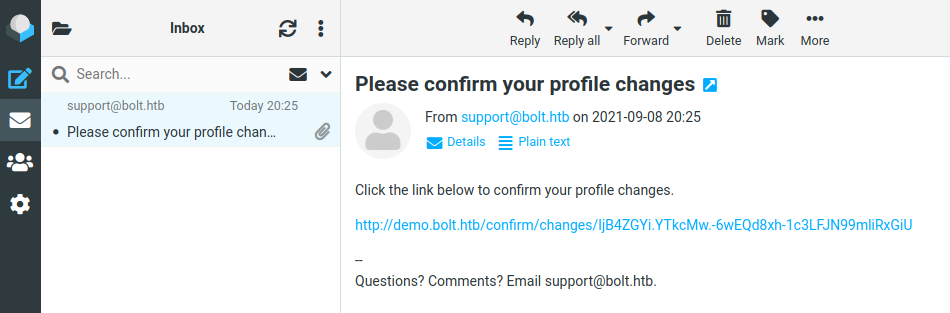 Inbox
Reply
Reply all
Forward
Delete
Mark
More
Search...
support@bolt.htb
Today 20:25
Please confirm your profile chan...
Please confirm your profile changes
From support@bolt.htb on 2021-09-08 20:25
Details
Plain text
Click the link below to confirm your profile changes.
http://demo.bolt.htb/confirm/changes/IjB4ZGYi.YTkcMw.-6wEQd8xh-1c3LFJN99mliRxGiU
--
Questions? Comments? Email support@bolt.htb.